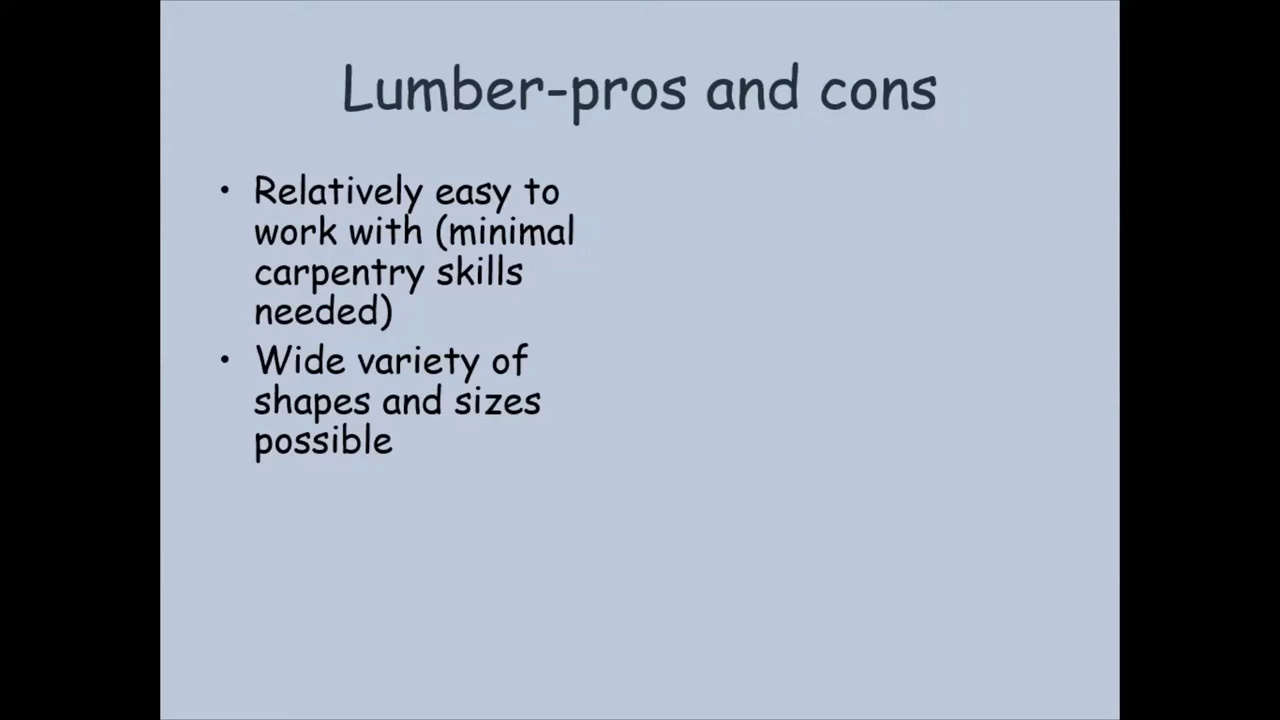 Lumber-pros and cons
• Relatively easy to
work with (minimal
carpentry skills
needed)
• Wide variety of
shapes and sizes
possible